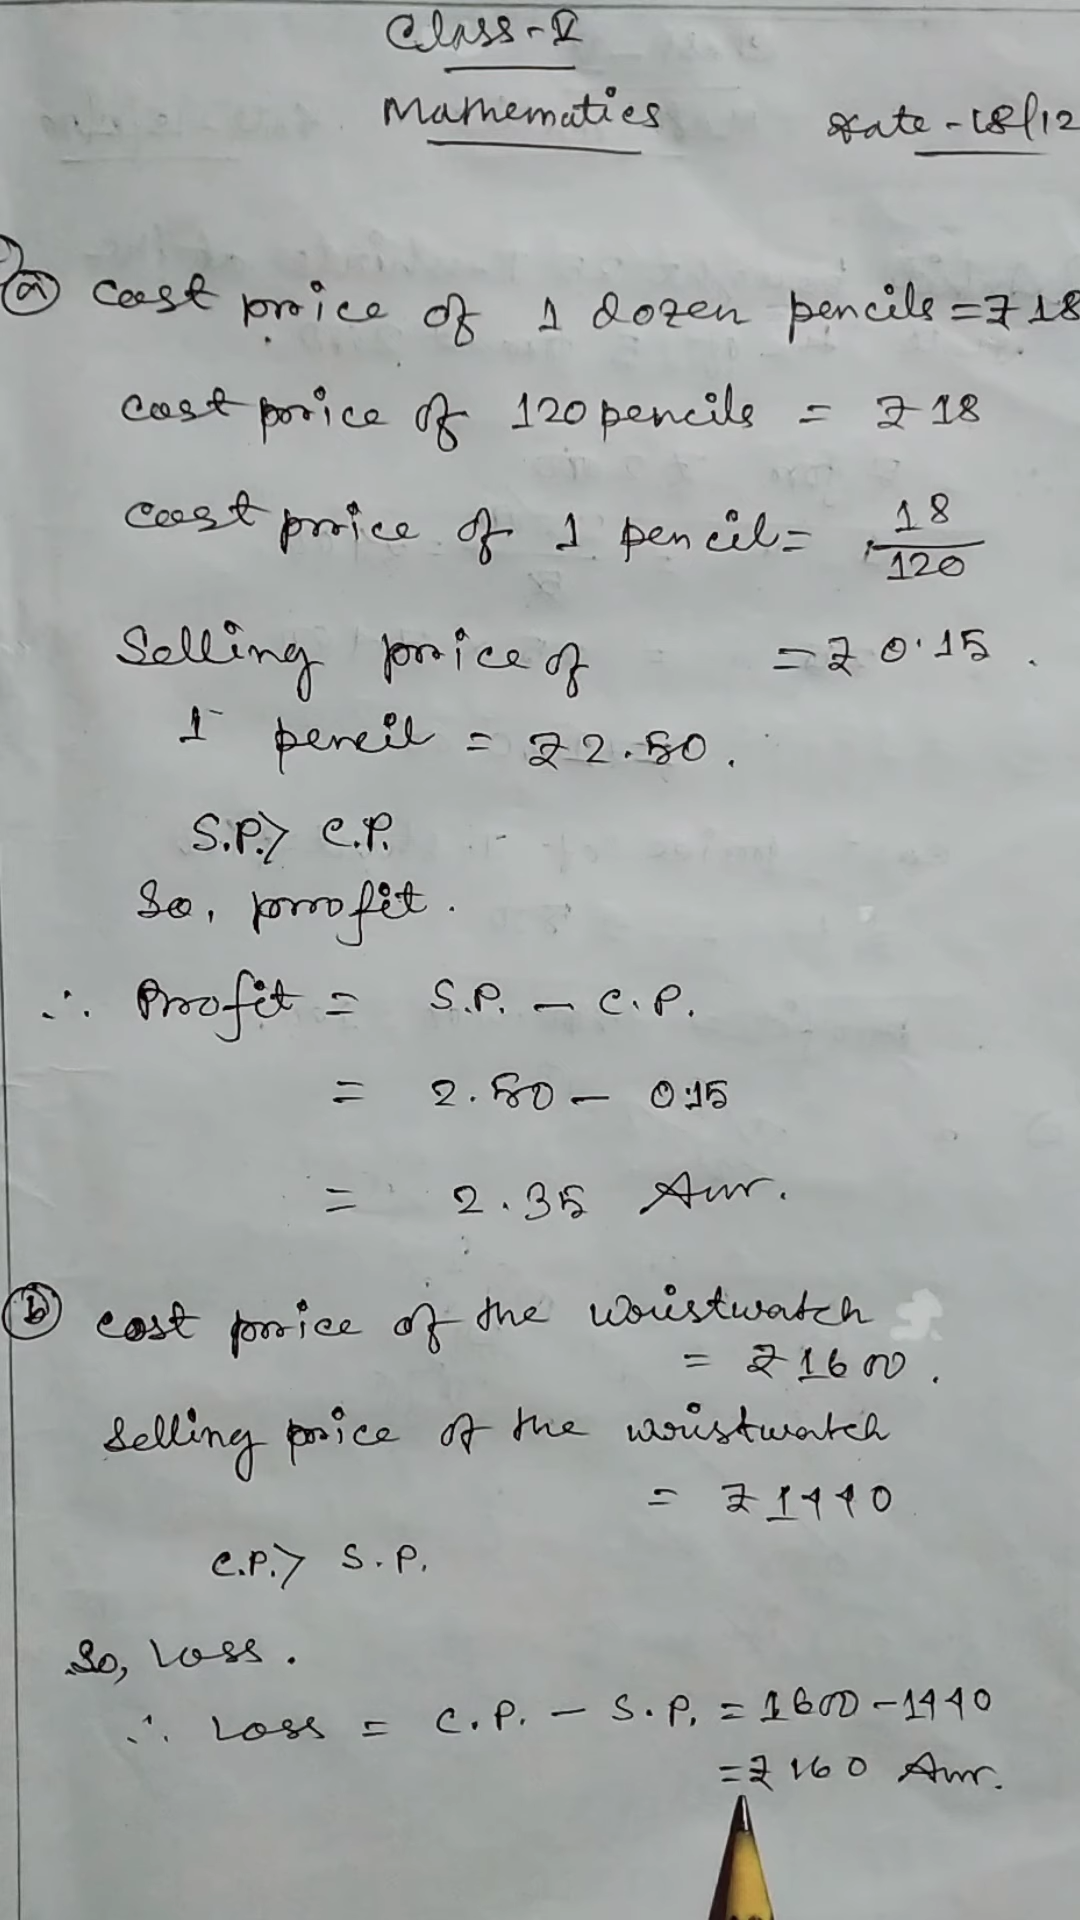 Class-V
Mathematics
Date - 18/12
(a) Cost price of 1 dozen pencils = ₹ 18
Cost price of 120 pencils = ₹ 18
Cost price of 1 pencil = 18/120
Selling price of = ₹ 0.15.
1 pencil = ₹ 2.50.
S.P. > C.P.
So, profit.
∴ Profit = S.P. - C.P.
= 2.50 - 0.15
= 2.35 Ans.
(b) Cost price of the wristwatch
= ₹ 1600.
Selling price of the wristwatch
= ₹ 1440
C.P. > S.P.
So, Loss.
∴ Loss = C.P. - S.P. = 1600 - 1440
= ₹ 160 Ans.